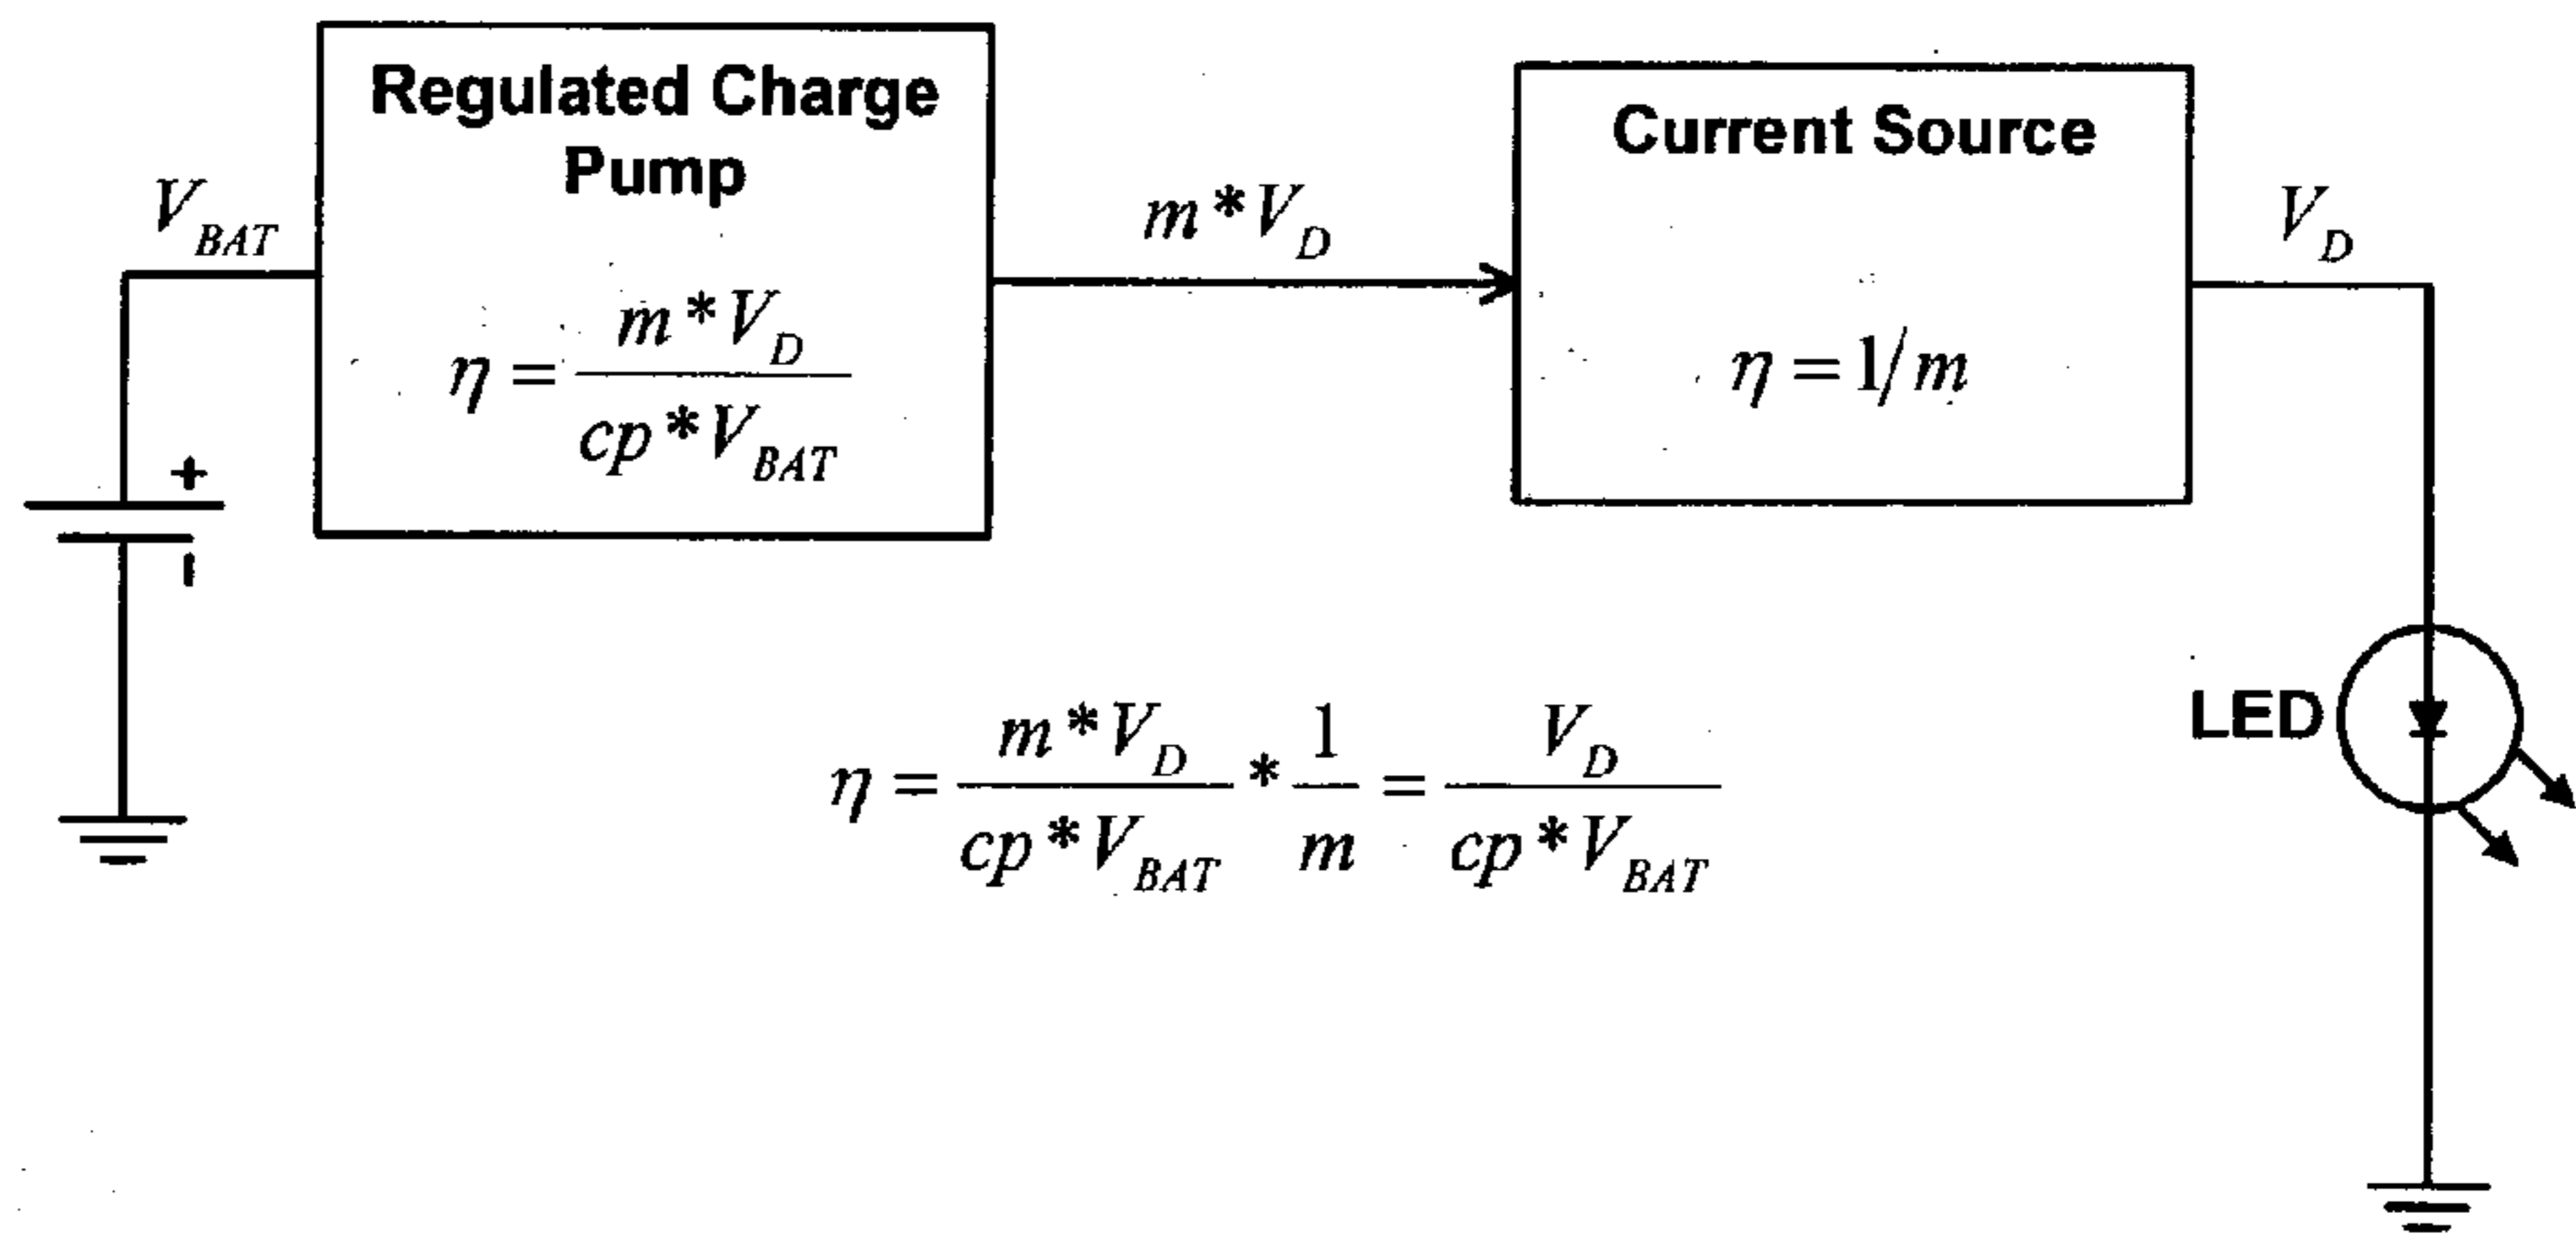 Regulated Charge
Pump
V_BAT
η = m*V_D / cp*V_BAT
+
−
m*V_D
Current Source
η = 1/m
V_D
LED
η = m*V_D / cp*V_BAT * 1/m = V_D / cp*V_BAT